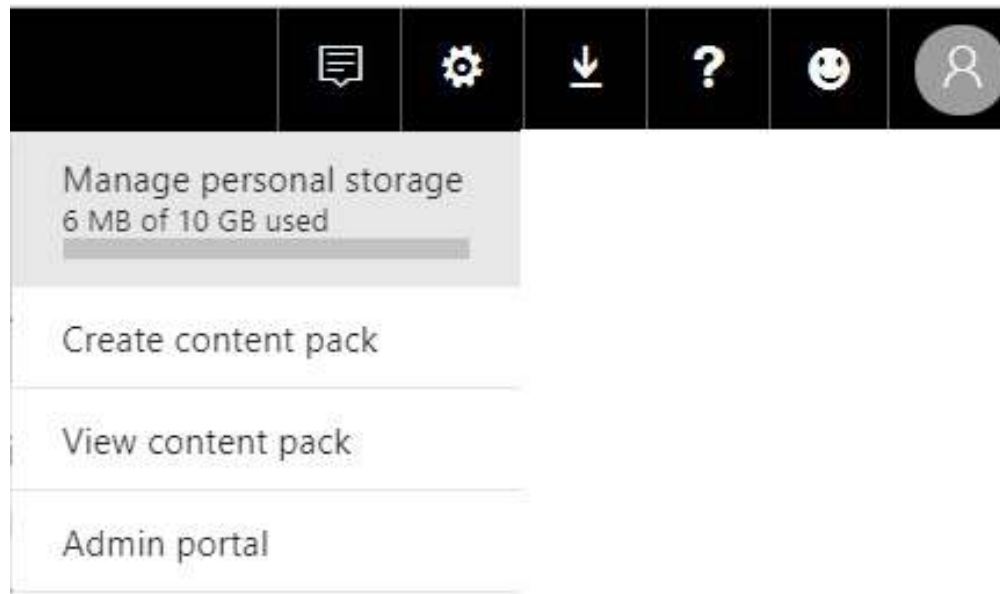 ?
Manage personal storage
6 MB of 10 GB used
Create content pack
View content pack
Admin portal